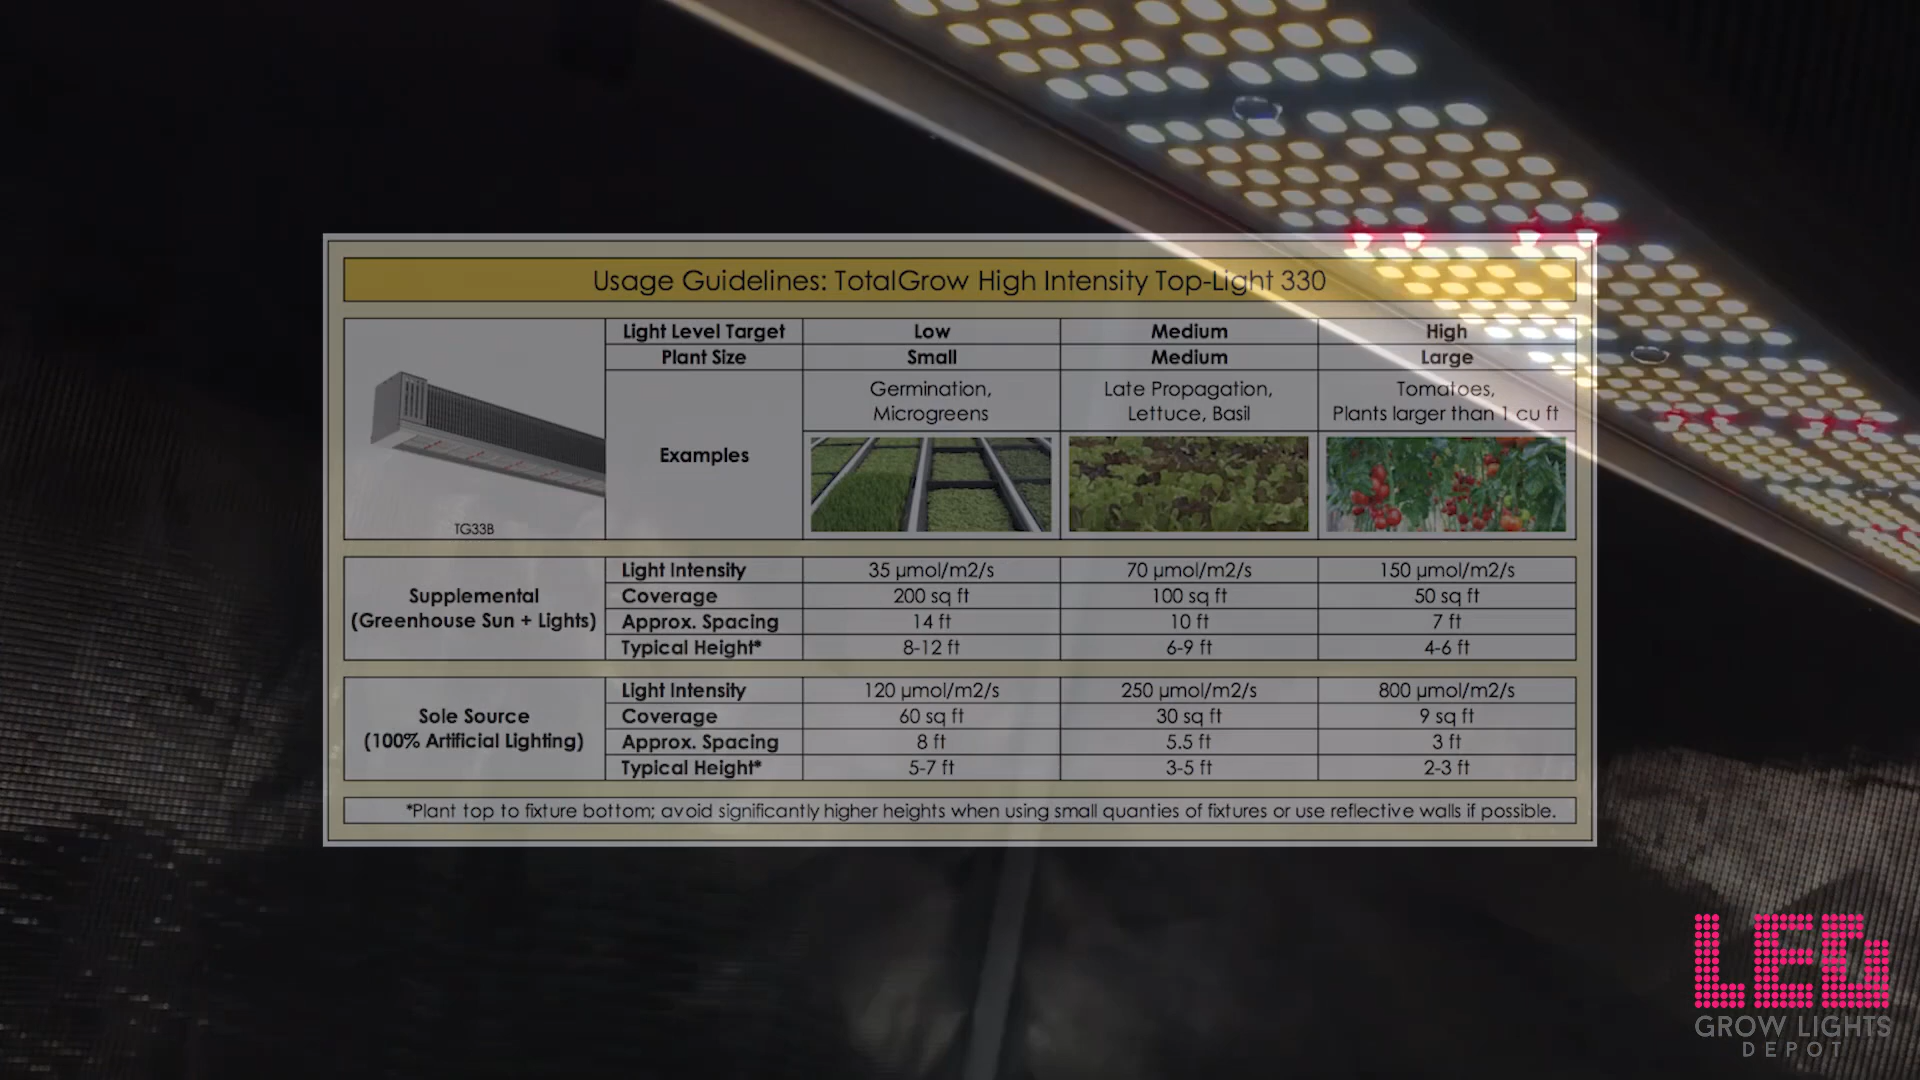 Usage Guidelines: TotalGrow High Intensity Top-Light 330
Light Level Target Low Medium High
Plant Size Small Medium Large
Examples
Germination,
Microgreens
Late Propagation,
Lettuce, Basil
Tomatoes,
Plants larger than 1 cu ft
TG33B
Supplemental
(Greenhouse Sun + Lights)
Light Intensity 35 µmol/m2/s 70 µmol/m2/s 150 µmol/m2/s
Coverage 200 sq ft 100 sq ft 50 sq ft
Approx. Spacing 14 ft 10 ft 7 ft
Typical Height* 8-12 ft 6-9 ft 4-6 ft
Sole Source
(100% Artificial Lighting)
Light Intensity 120 µmol/m2/s 250 µmol/m2/s 800 µmol/m2/s
Coverage 60 sq ft 30 sq ft 9 sq ft
Approx. Spacing 8 ft 5.5 ft 3 ft
Typical Height* 5-7 ft 3-5 ft 2-3 ft
*Plant top to fixture bottom; avoid significantly higher heights when using small quanties of fixtures or use reflective walls if possible.
LED
GROW LIGHTS
DEPOT